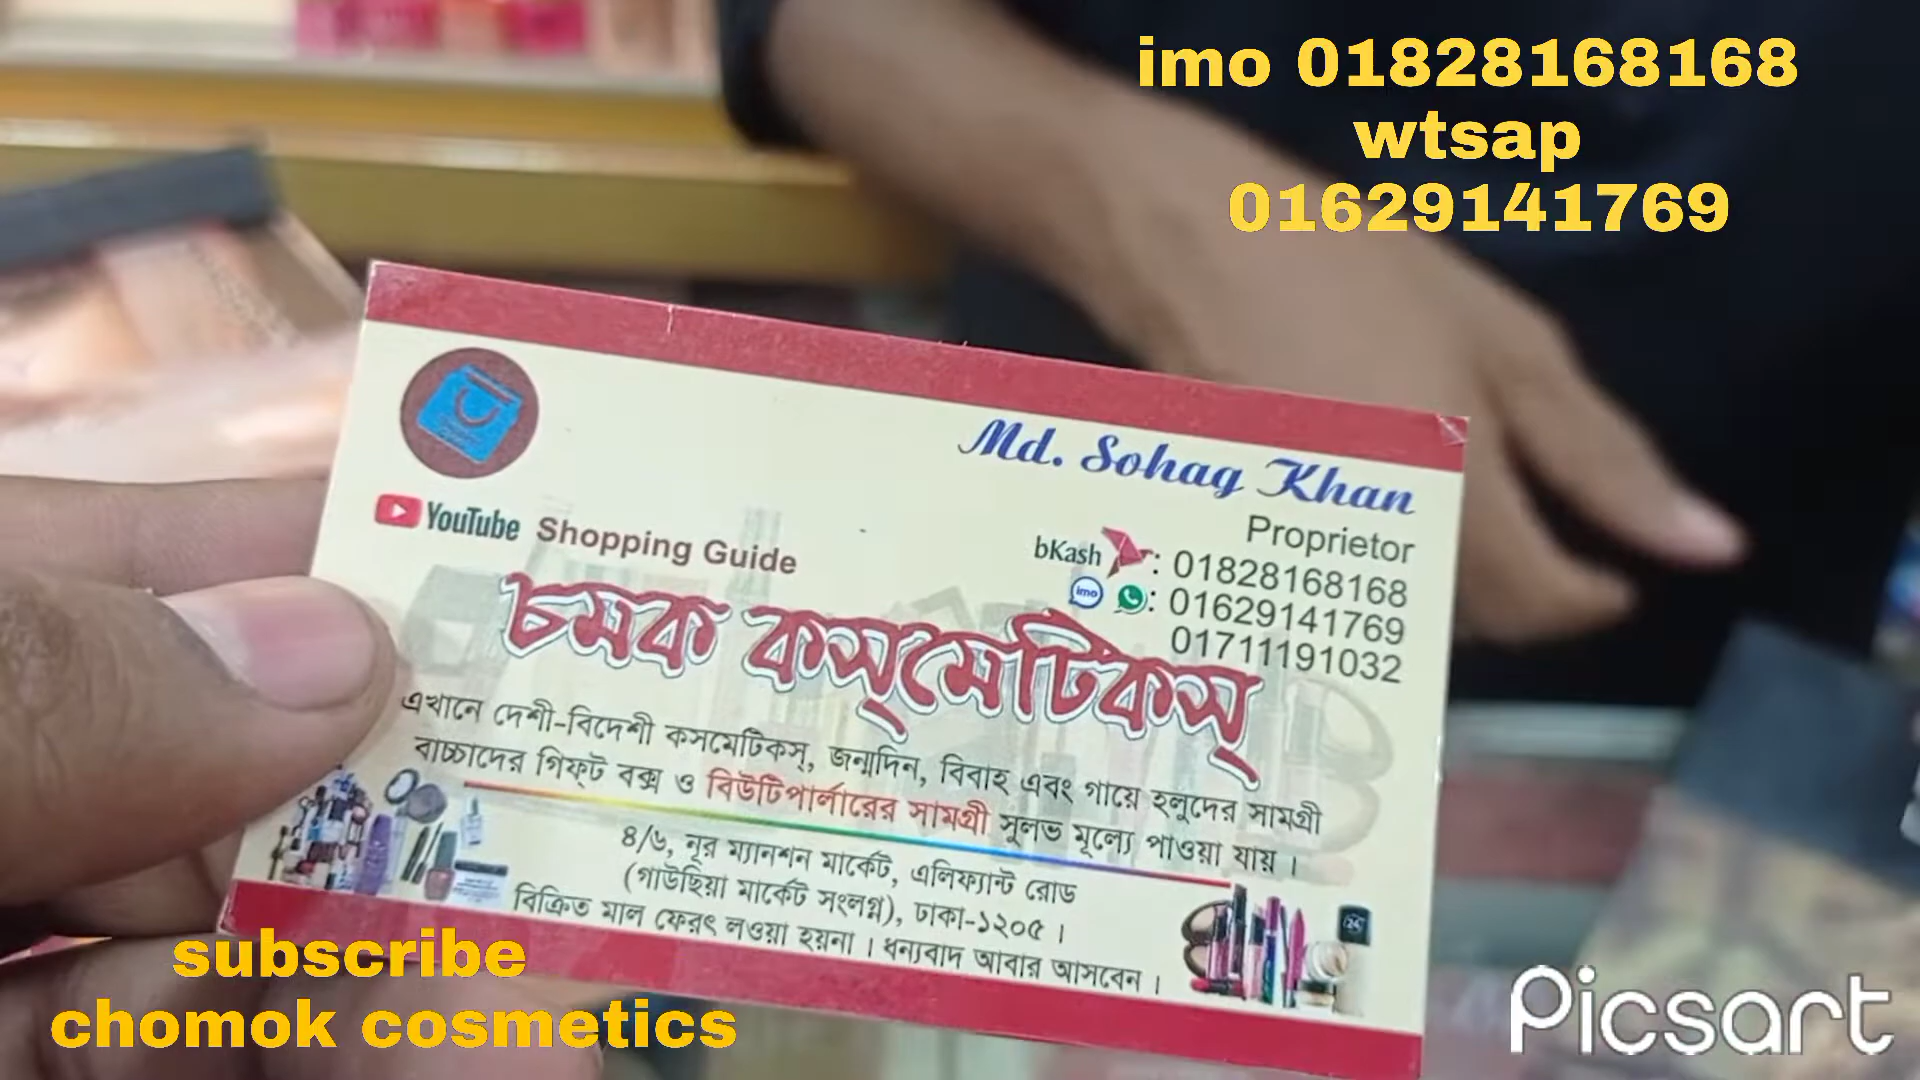 imo 01828168168
wtsap
01629141769
Md. Sohag Khan
Proprietor
YouTube Shopping Guide
bKash : 01828168168
imo : 01629141769
01711191032
চমক কস্‌মেটিকস্
এখানে দেশী-বিদেশী কসমেটিকস্, জন্মদিন, বিবাহ এবং গায়ে হলুদের সামগ্রী
বাচ্চাদের গিফ্‌ট বক্স ও বিউটিপার্লারের সামগ্রী সুলভ মূল্যে পাওয়া যায়।
৪/৬, নূর ম্যানশন মার্কেট, এলিফ্যান্ট রোড
(গাউছিয়া মার্কেট সংলগ্ন), ঢাকা-১২০৫।
বিক্রিত মাল ফেরৎ লওয়া হয়না। ধন্যবাদ আবার আসবেন।
subscribe
chomok cosmetics
Picsart